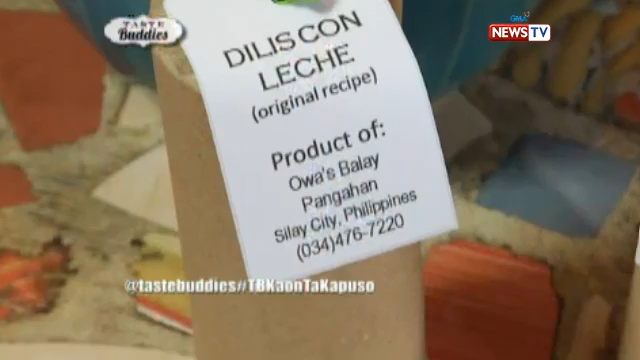 TASTE
Buddies
GMA
NEWS TV
DILIS CON
LECHE
(original recipe)
Product of:
Owa's Balay
Pangahan
Silay City, Philippines
(034)476-7220
@tastebuddies#TBKaonTaKapuso